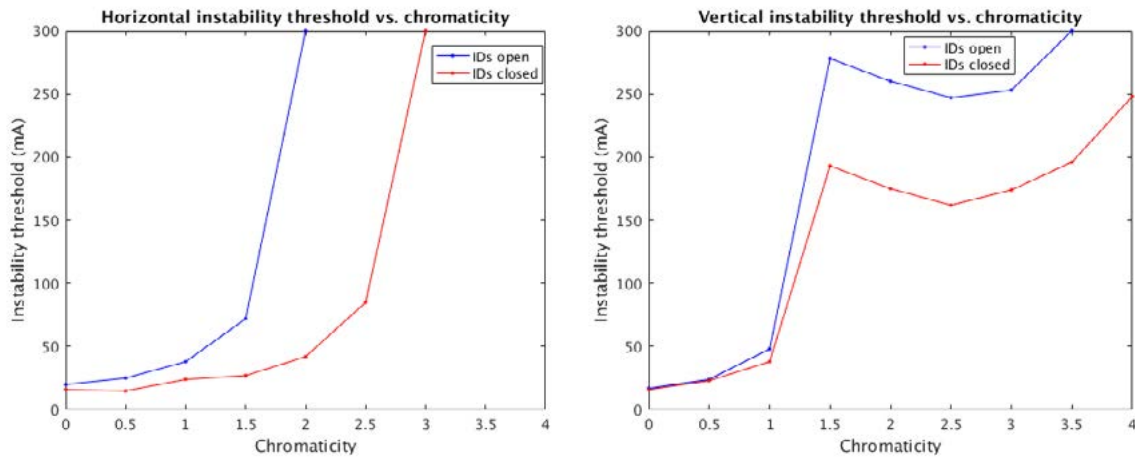 Horizontal instability threshold vs. chromaticity
300
250
200
150
100
50
0
Instability threshold (mA)
IDs open
IDs closed
0 0.5 1 1.5 2 2.5 3 3.5 4
Chromaticity
Vertical instability threshold vs. chromaticity
300
250
200
150
100
50
0
Instability threshold (mA)
IDs open
IDs closed
0 0.5 1 1.5 2 2.5 3 3.5 4
Chromaticity